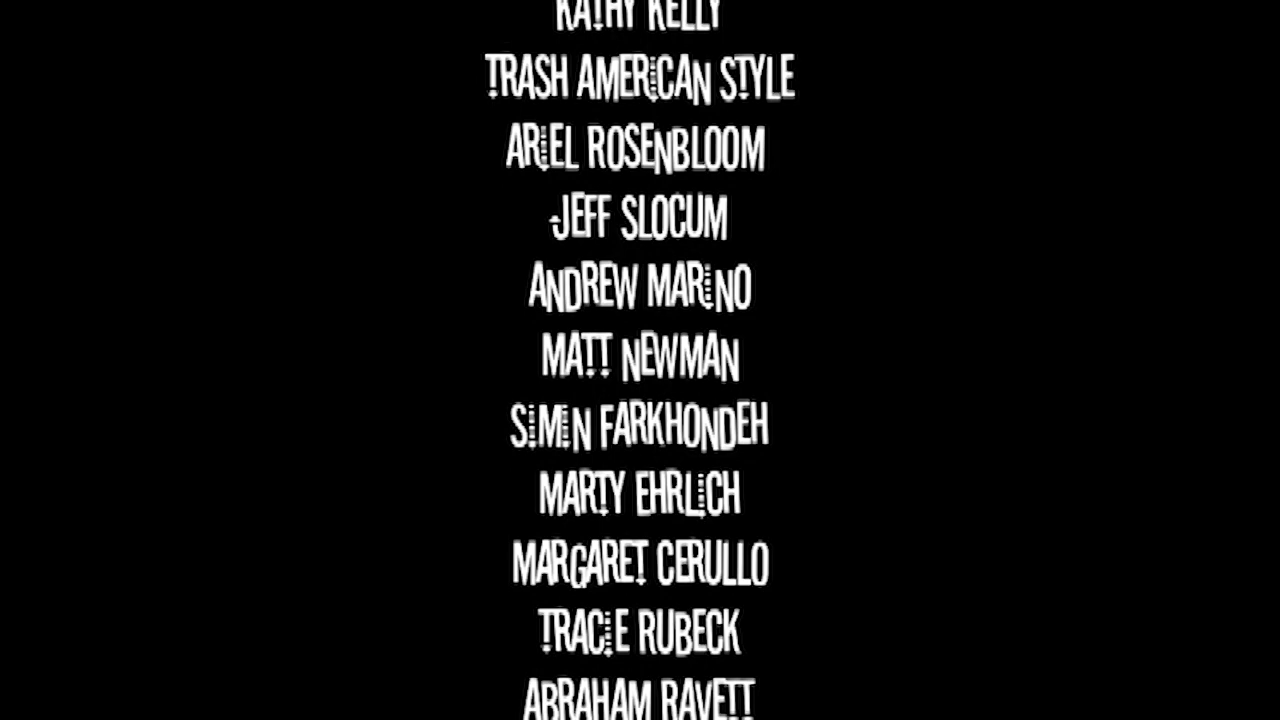 KATHY KELLY
TRASH AMERICAN STYLE
ARIEL ROSENBLOOM
JEFF SLOCUM
ANDREW MARINO
MATT NEWMAN
SIMIN FARKHONDEH
MARTY EHRLICH
MARGARET CERULLO
TRACIE RUBECK
ABRAHAM RAVETT